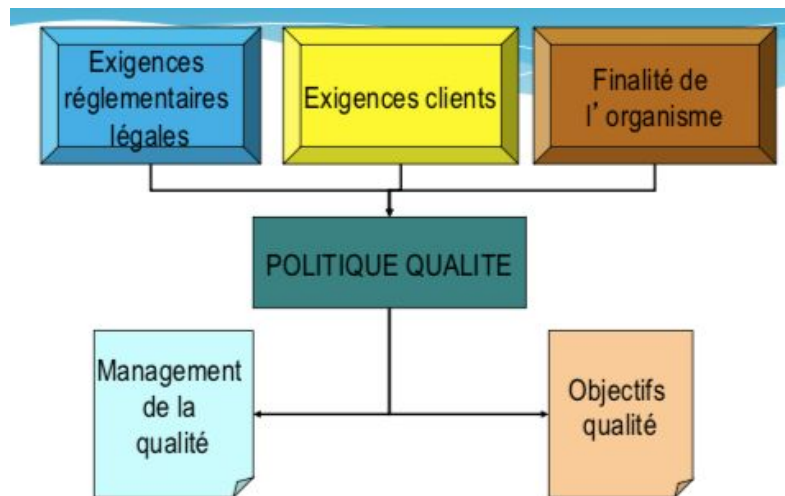 Exigences
réglementaires
légales
Exigences clients
Finalité de
l’organisme
POLITIQUE QUALITE
Management
de la
qualité
Objectifs
qualité